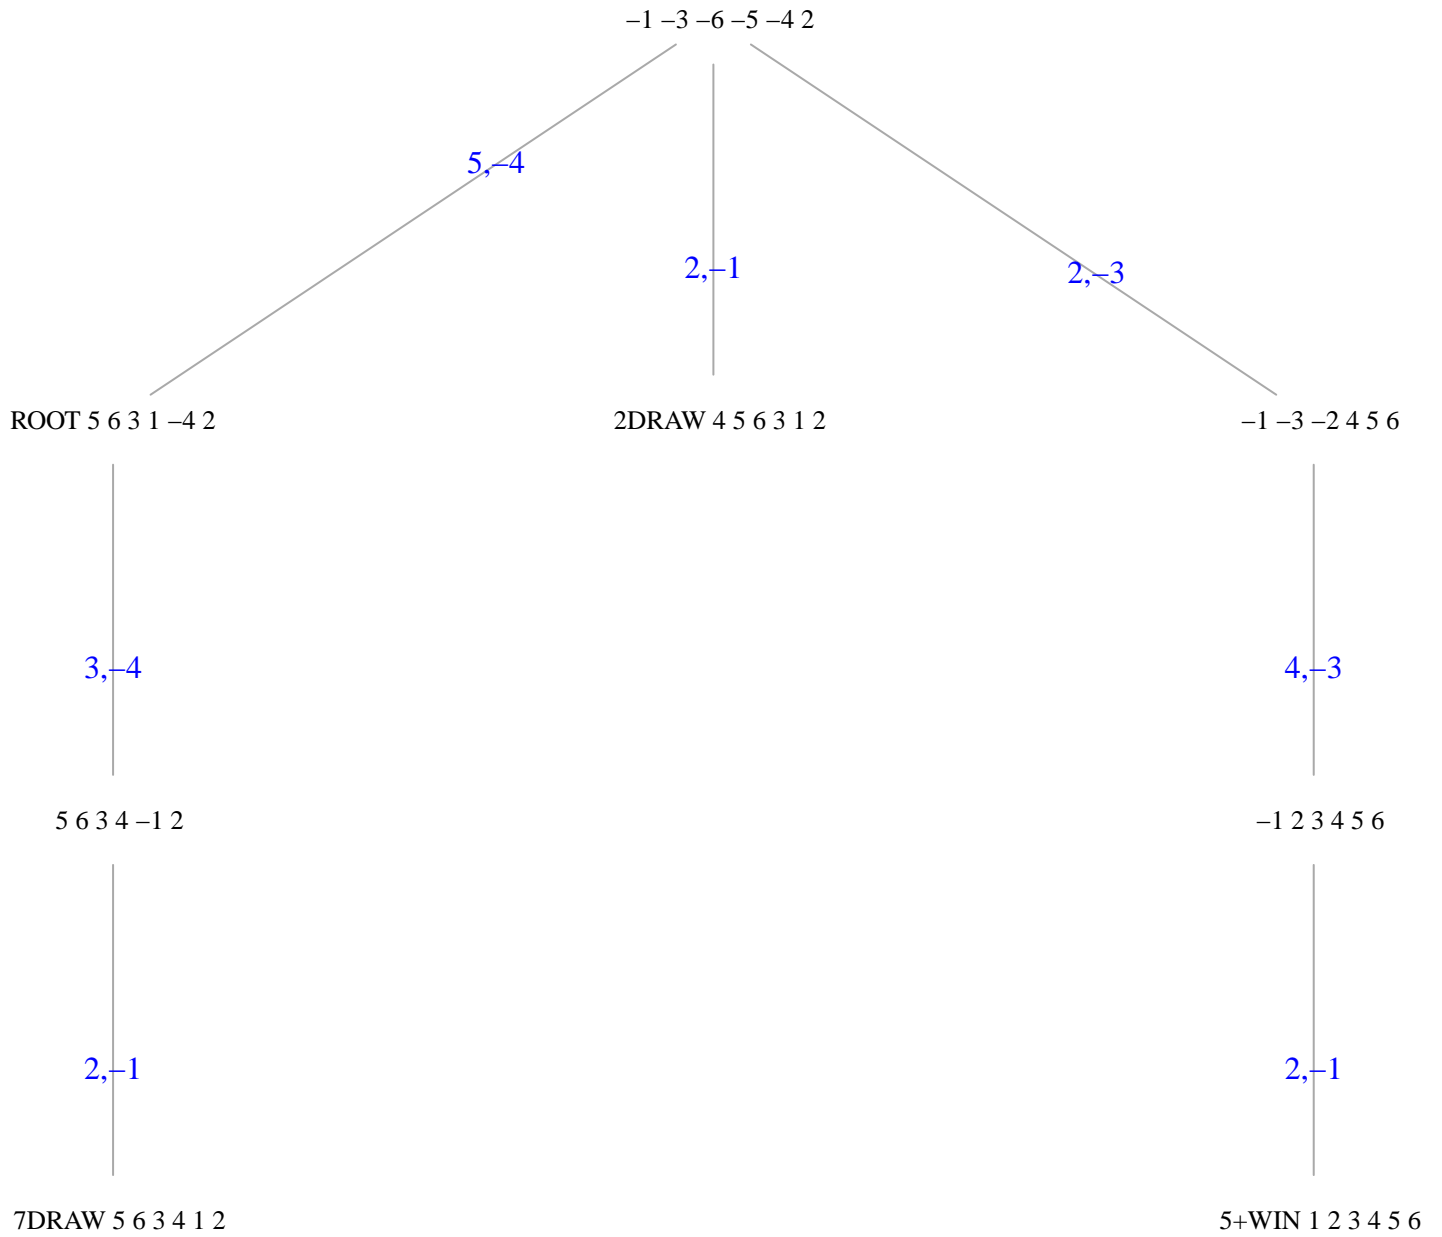 –1 –3 –6 –5 –4 2
5,–4
2,–1
2,–3
ROOT 5 6 3 1 –4 2
2DRAW 4 5 6 3 1 2
–1 –3 –2 4 5 6
3,–4
4,–3
5 6 3 4 –1 2
–1 2 3 4 5 6
2,–1
2,–1
7DRAW 5 6 3 4 1 2
5+WIN 1 2 3 4 5 6